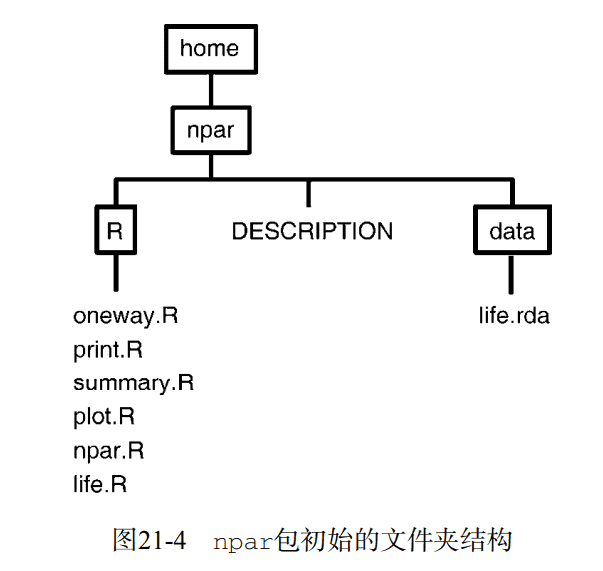 home
npar
R
DESCRIPTION
data
oneway.R
print.R
summary.R
plot.R
npar.R
life.R
life.rda
图21-4 npar包初始的文件夹结构